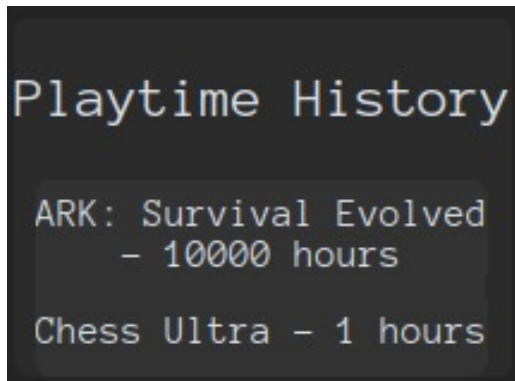 Playtime History
ARK: Survival Evolved
– 10000 hours
Chess Ultra – 1 hours